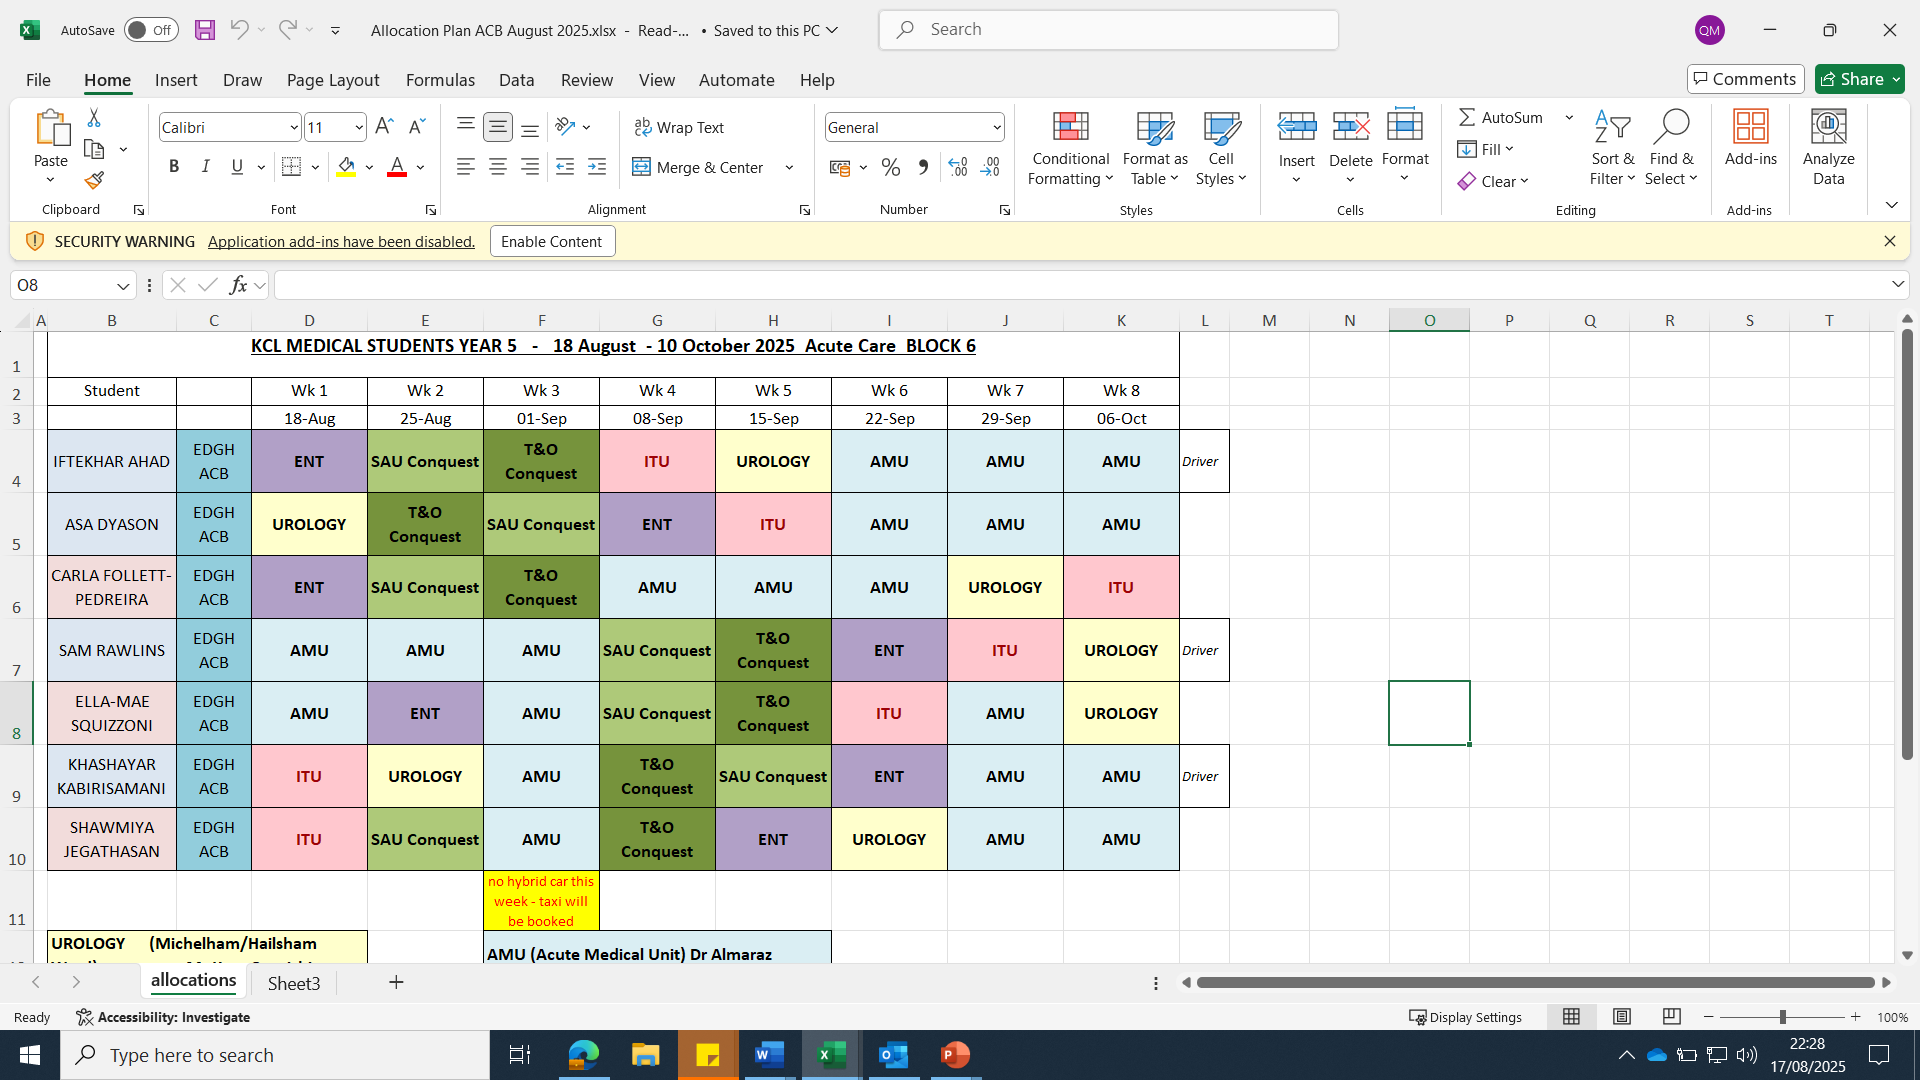 AutoSave Off Allocation Plan ACB August 2025.xlsx - Read-... • Saved to this PC Search QM
File Home Insert Draw Page Layout Formulas Data Review View Automate Help Comments Share
Paste Calibri 11 Wrap Text General Conditional Formatting Format as Table Cell Styles Insert Delete Format AutoSum Sort & Filter Find & Select Add-ins Analyze Data
B I U Merge & Center % Fill
Clear
Clipboard Font Alignment Number Styles Cells Editing Add-ins
SECURITY WARNING Application add-ins have been disabled. Enable Content
O8 fx
A B C D E F G H I J K L M N O P Q R S T
1 KCL MEDICAL STUDENTS YEAR 5 - 18 August - 10 October 2025 Acute Care BLOCK 6
2 Student Wk 1 Wk 2 Wk 3 Wk 4 Wk 5 Wk 6 Wk 7 Wk 8
3 18-Aug 25-Aug 01-Sep 08-Sep 15-Sep 22-Sep 29-Sep 06-Oct
4 IFTEKHAR AHAD EDGH ACB ENT SAU Conquest T&O Conquest ITU UROLOGY AMU AMU AMU Driver
5 ASA DYASON EDGH ACB UROLOGY T&O Conquest SAU Conquest ENT ITU AMU AMU AMU
6 CARLA FOLLETT-PEDREIRA EDGH ACB ENT SAU Conquest T&O Conquest AMU AMU AMU UROLOGY ITU
7 SAM RAWLINS EDGH ACB AMU AMU AMU SAU Conquest T&O Conquest ENT ITU UROLOGY Driver
8 ELLA-MAE SQUIZZONI EDGH ACB AMU ENT AMU SAU Conquest T&O Conquest ITU AMU UROLOGY
9 KHASHAYAR KABIRISAMANI EDGH ACB ITU UROLOGY AMU T&O Conquest SAU Conquest ENT AMU AMU Driver
10 SHAWMIYA JEGATHASAN EDGH ACB ITU SAU Conquest AMU T&O Conquest ENT UROLOGY AMU AMU
11 no hybrid car this week - taxi will be booked
UROLOGY (Michelham/Hailsham AMU (Acute Medical Unit) Dr Almaraz
allocations Sheet3 +
Ready Accessibility: Investigate Display Settings 100%
Type here to search 22:28
17/08/2025